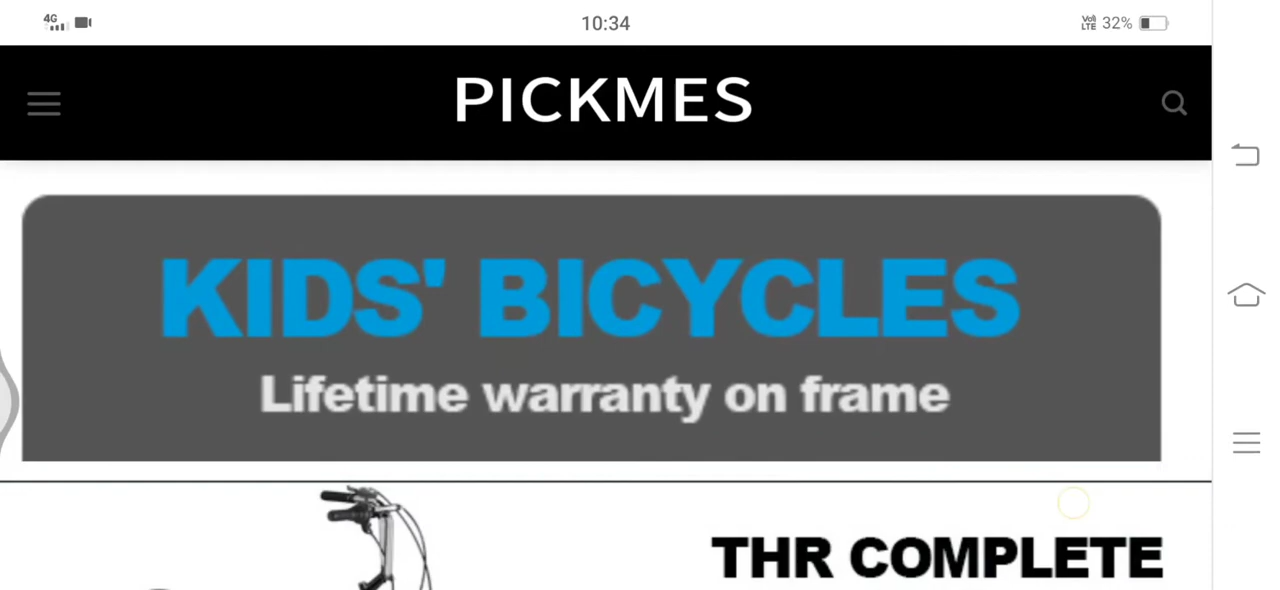 4G 10:34 Vo) LTE 32%
PICKMES
KIDS' BICYCLES
Lifetime warranty on frame
THR COMPLETE